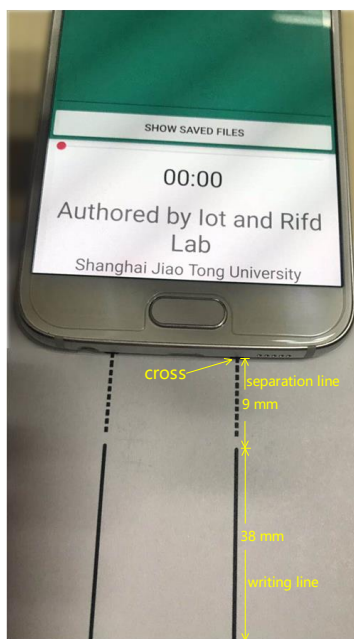 SHOW SAVED FILES
00:00
Authored by Iot and Rifd
Lab
Shanghai Jiao Tong University
cross
separation line
9 mm
38 mm
writing line